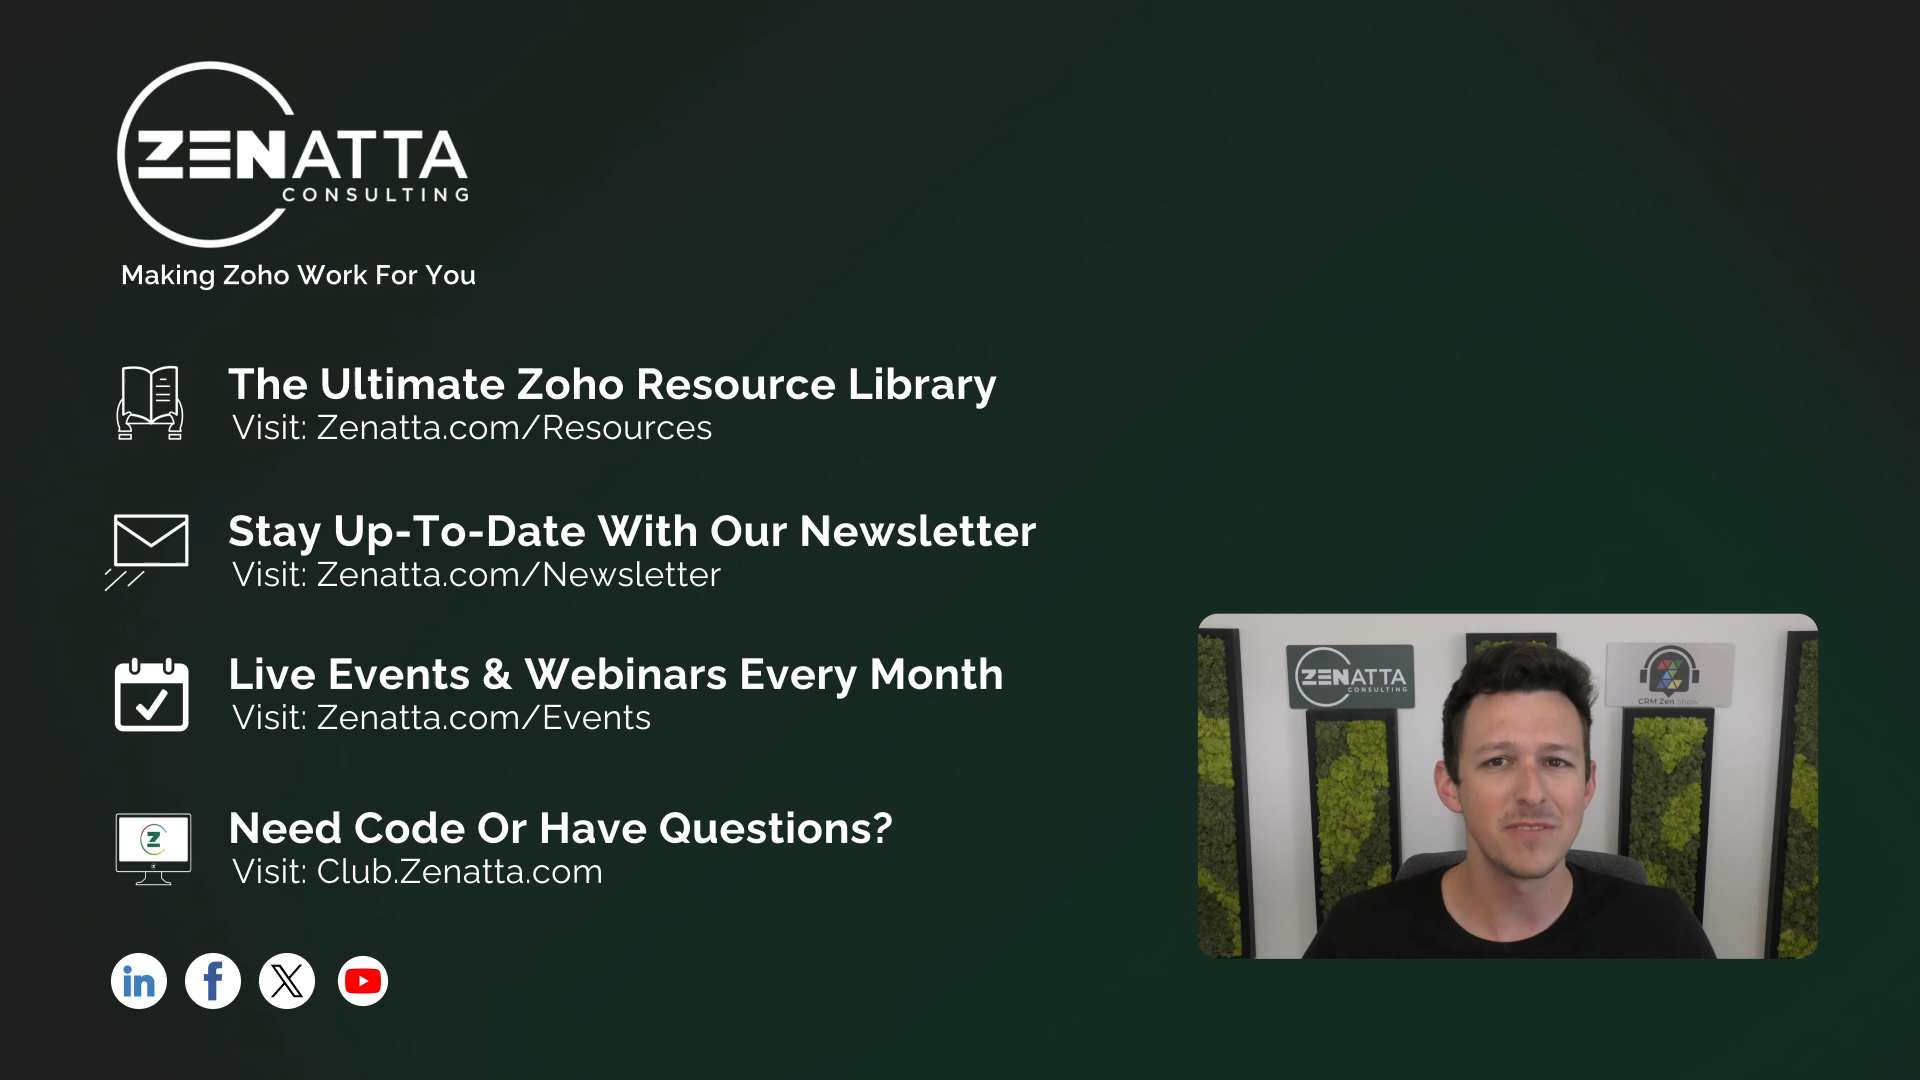 ZENATTA
CONSULTING
Making Zoho Work For You
The Ultimate Zoho Resource Library
Visit: Zenatta.com/Resources
Stay Up-To-Date With Our Newsletter
Visit: Zenatta.com/Newsletter
Live Events & Webinars Every Month
Visit: Zenatta.com/Events
Z
Need Code Or Have Questions?
Visit: Club.Zenatta.com
in f X
ZENATTA
CONSULTING
CRM Zen Show